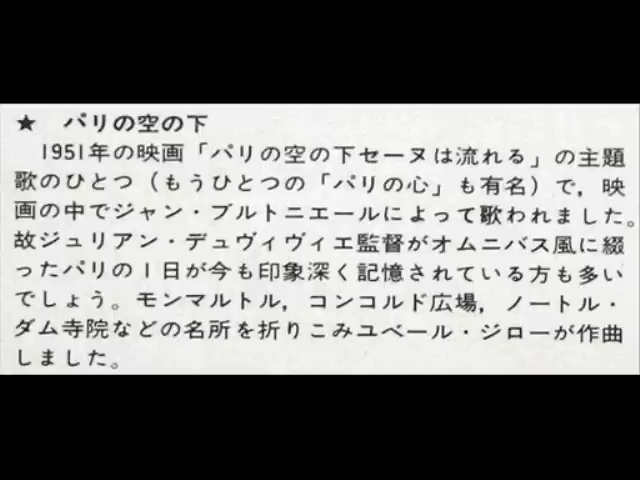 ★ パリの空の下
1951年の映画「パリの空の下セーヌは流れる」の主題
歌のひとつ（もうひとつの「パリの心」も有名）で，映
画の中でジャン・ブルトニエールによって歌われました。
故ジュリアン・デュヴィヴィエ監督がオムニバス風に綴
ったパリの１日が今も印象深く記憶されている方も多い
でしょう。モンマルトル，コンコルド広場，ノートル・
ダム寺院などの名所を折りこみユベール・ジローが作曲
しました。